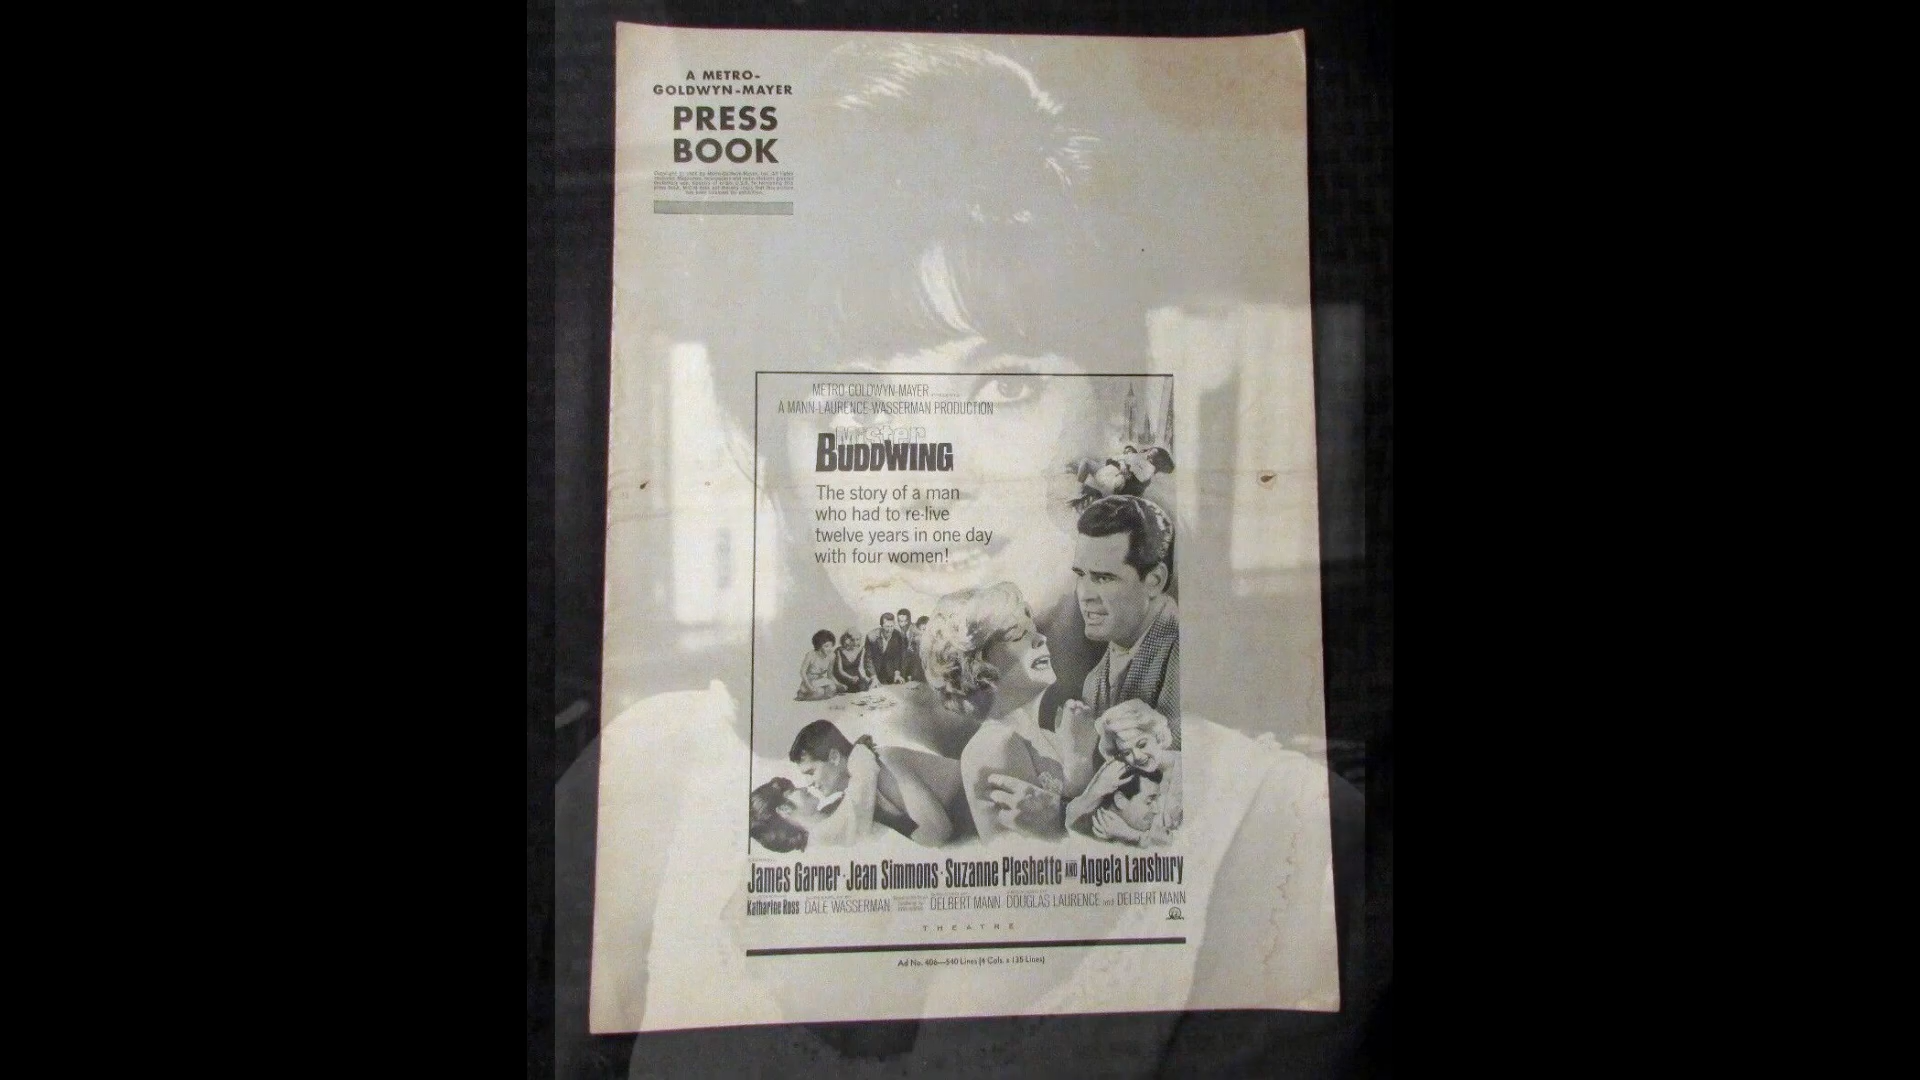 A METRO-
GOLDWYN-MAYER
PRESS
BOOK
METRO-GOLDWYN-MAYER PRESENTS
A MANN-LAURENCE-WASSERMAN PRODUCTION
Mister
BUDDWING
The story of a man
who had to re-live
twelve years in one day
with four women!
James Garner · Jean Simmons · Suzanne Pleshette AND Angela Lansbury
Katharine Ross DALE WASSERMAN DELBERT MANN DOUGLAS LAURENCE and DELBERT MANN
THEATRE
Ad No. 406—540 Lines (4 Cols. x 135 Lines)